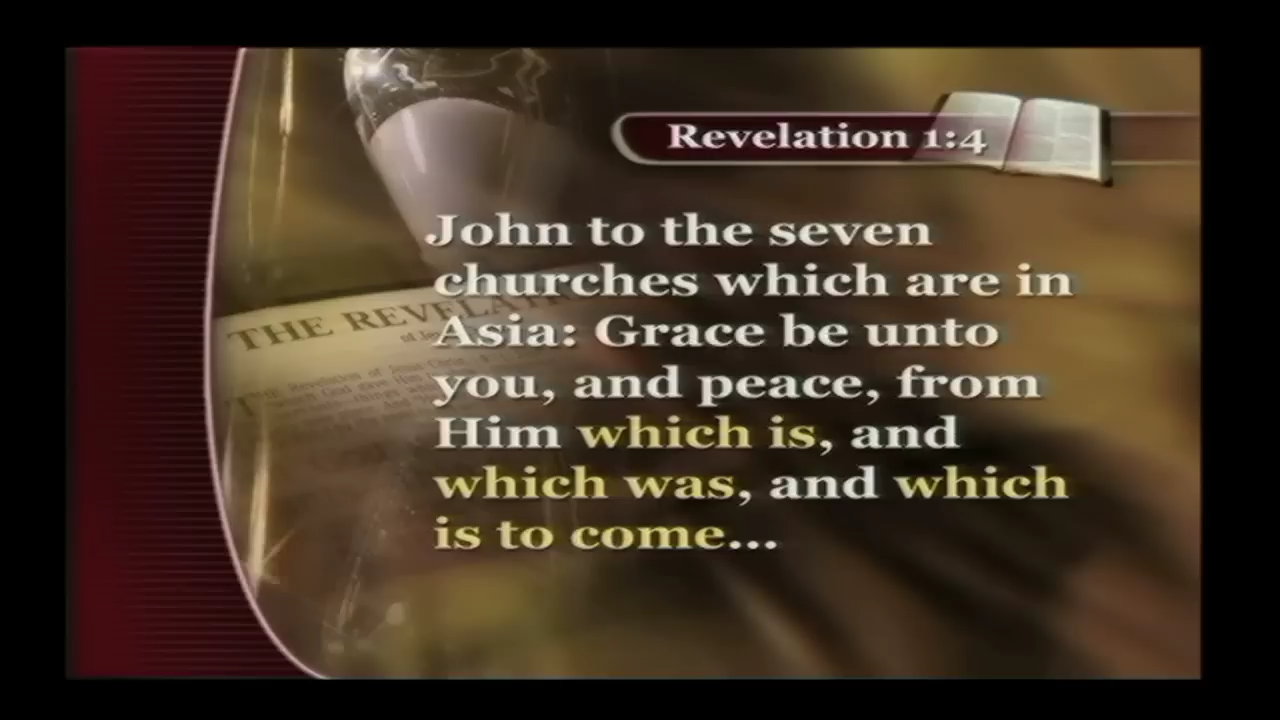 Revelation 1:4
John to the seven
churches which are in
Asia: Grace be unto
you, and peace, from
Him which is, and
which was, and which
is to come...
THE REVELATION